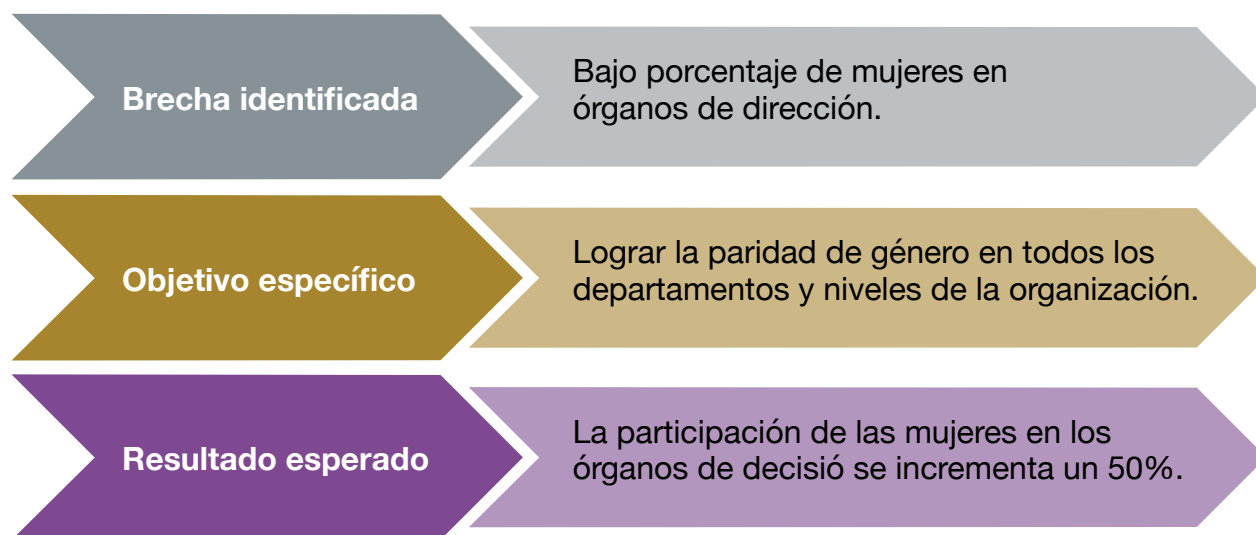 Brecha identificada
Bajo porcentaje de mujeres en
órganos de dirección.
Objetivo específico
Lograr la paridad de género en todos los
departamentos y niveles de la organización.
Resultado esperado
La participación de las mujeres en los
órganos de decisió se incrementa un 50%.